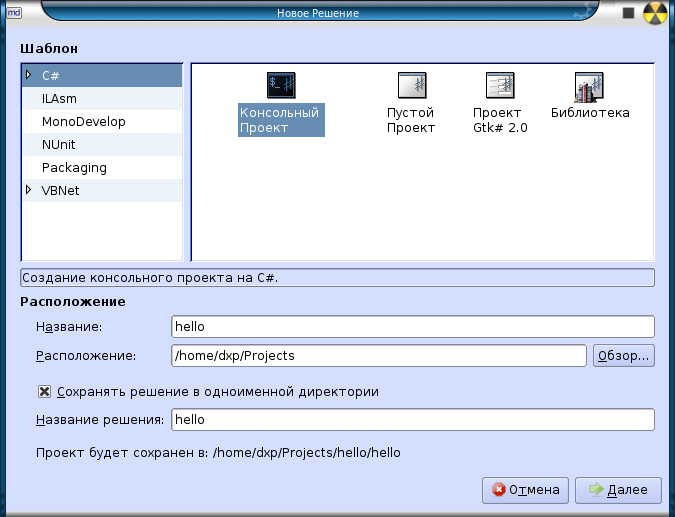 md
Новое Решение
Шаблон
C#
ILAsm
MonoDevelop
NUnit
Packaging
VBNet
Консольный
Проект
Пустой
Проект
Проект
Gtk# 2.0
Библиотека
Создание консольного проекта на C#.
Расположение
Название:
hello
Расположение:
/home/dxp/Projects
Обзор...
Сохранять решение в одноименной директории
Название решения:
hello
Проект будет сохранен в: /home/dxp/Projects/hello/hello
Отмена
Далее